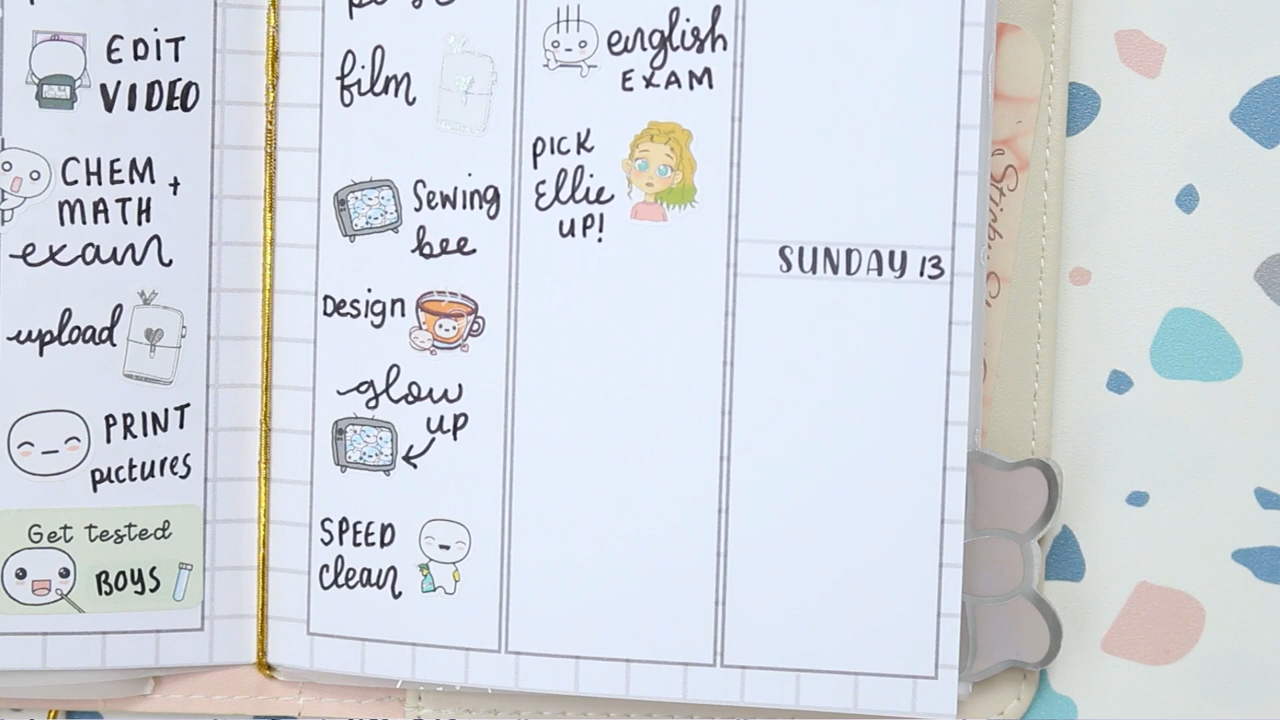 EDIT
VIDEO
CHEM +
MATH
exam
upload
PRINT
pictures
Get tested
BOYS
film
Sewing
bee
Design
glow
up
SPEED
clean
english
EXAM
PICK
Ellie
UP!
SUNDAY 13